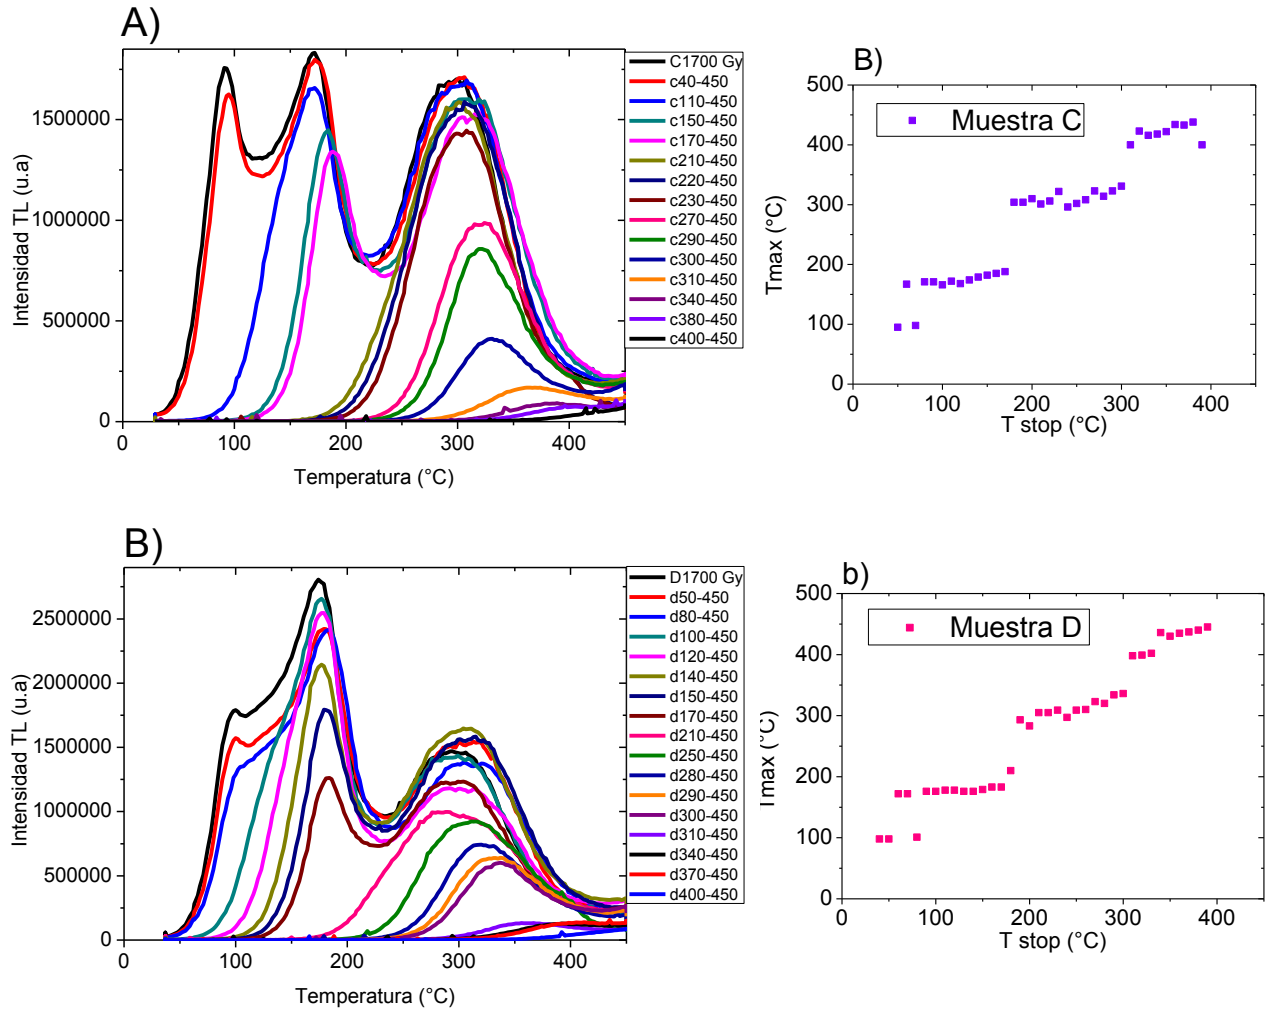 A)
Intensidad TL (u.a)
1500000
1000000
500000
0
0 100 200 300 400
Temperatura (°C)
C1700 Gy
c40-450
c110-450
c150-450
c170-450
c210-450
c220-450
c230-450
c270-450
c290-450
c300-450
c310-450
c340-450
c380-450
c400-450
B)
Muestra C
Tmax (°C)
500
400
300
200
100
0
0 100 200 300 400
T stop (°C)
B)
Intensidad TL (u.a)
2500000
2000000
1500000
1000000
500000
0
0 100 200 300 400
Temperatura (°C)
D1700 Gy
d50-450
d80-450
d100-450
d120-450
d140-450
d150-450
d170-450
d210-450
d250-450
d280-450
d290-450
d300-450
d310-450
d340-450
d370-450
d400-450
b)
Muestra D
Tmax (°C)
500
400
300
200
100
0
0 100 200 300 400
T stop (°C)